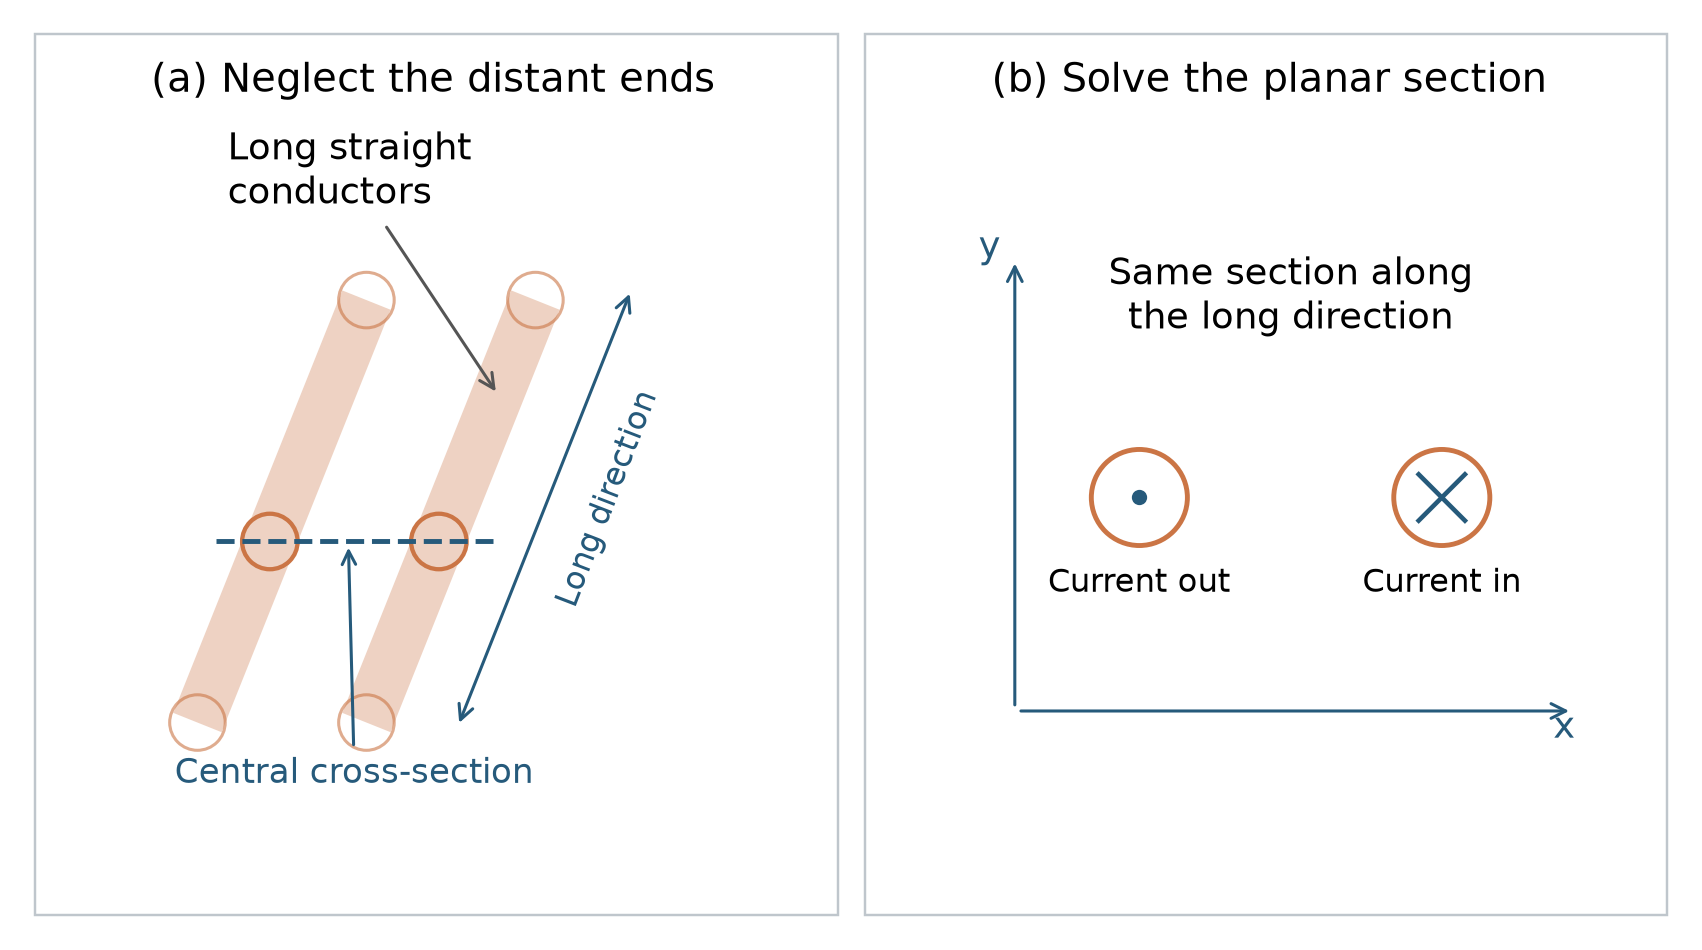 (a) Neglect the distant ends
Long straight
conductors
Long direction
Central cross-section
(b) Solve the planar section
y
Same section along
the long direction
Current out
Current in
x